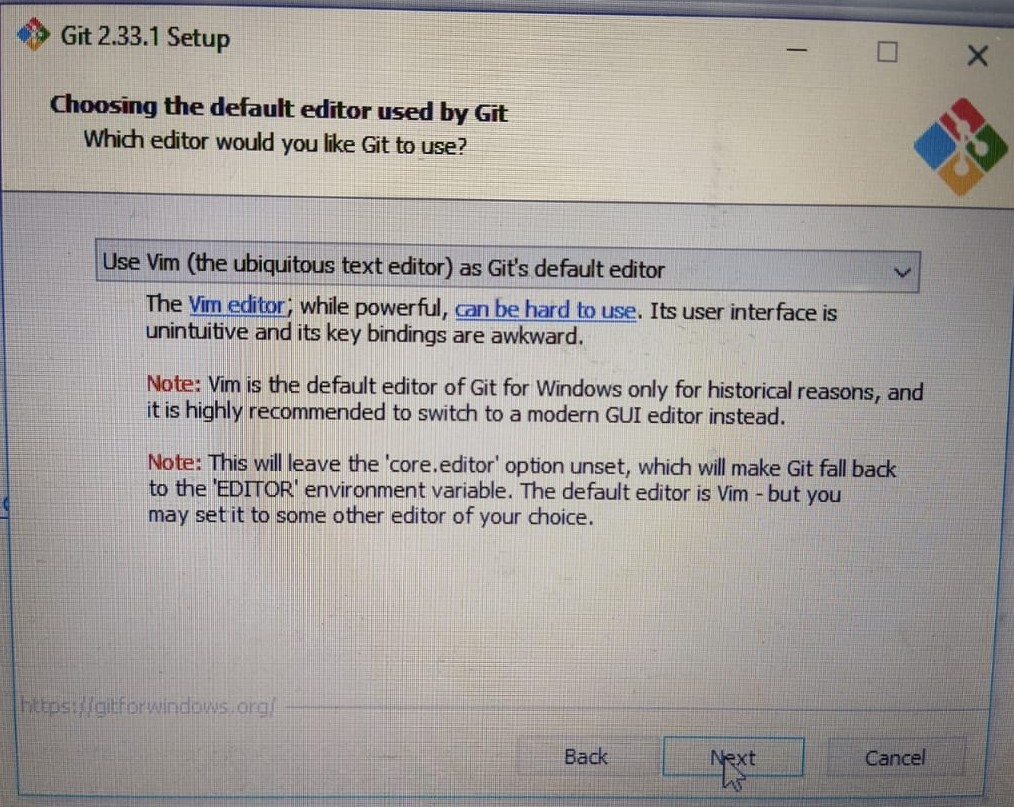 Git 2.33.1 Setup
Choosing the default editor used by Git
Which editor would you like Git to use?
Use Vim (the ubiquitous text editor) as Git's default editor
The Vim editor, while powerful, can be hard to use. Its user interface is
unintuitive and its key bindings are awkward.
Note: Vim is the default editor of Git for Windows only for historical reasons, and
it is highly recommended to switch to a modern GUI editor instead.
Note: This will leave the 'core.editor' option unset, which will make Git fall back
to the 'EDITOR' environment variable. The default editor is Vim - but you
may set it to some other editor of your choice.
https://gitforwindows.org/
Back Next Cancel